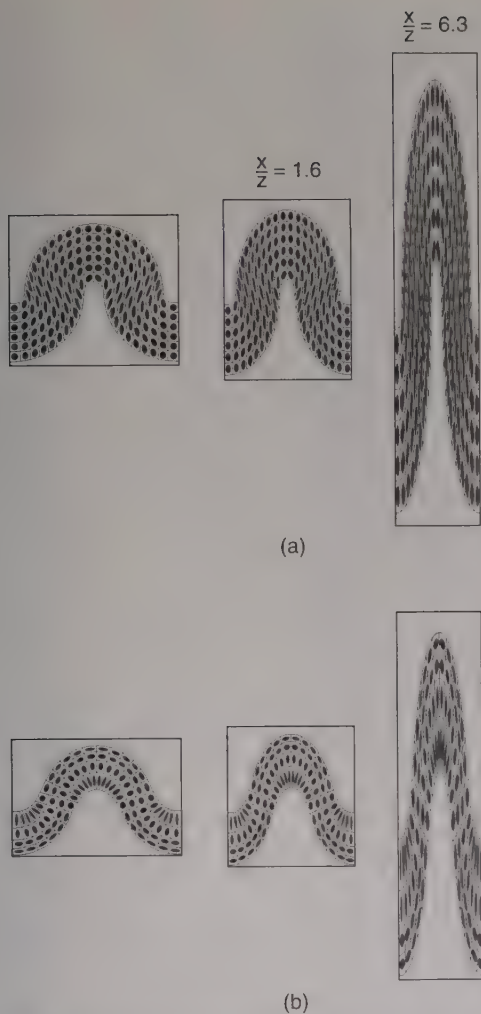 x/z = 6.3
x/z = 1.6
(a)
(b)